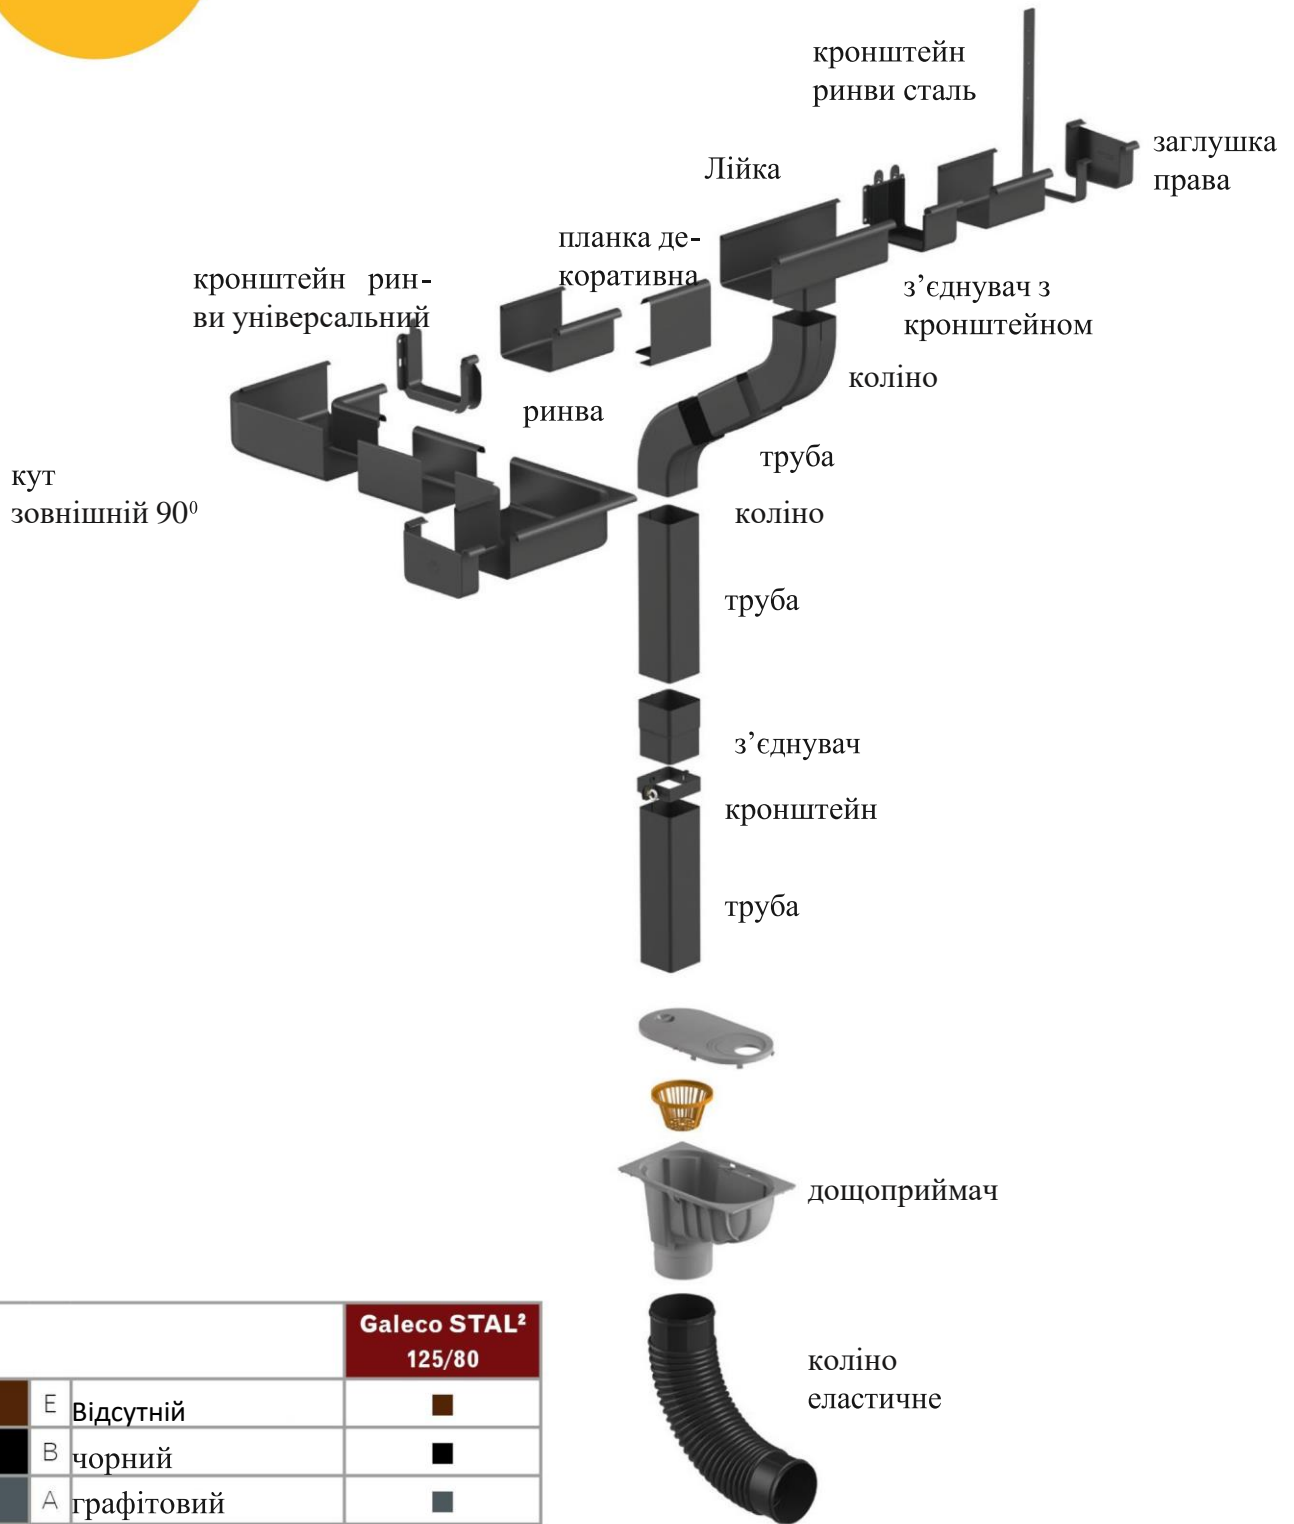 кронштейн
ринви сталь
заглушка
права
Лійка
планка де-
коративна
кронштейн рин-
ви універсальний
з’єднувач з
кронштейном
коліно
ринва
труба
кут
зовнішній 90⁰
коліно
труба
з’єднувач
кронштейн
труба
дощоприймач
коліно
еластичне
Galeco STAL²
125/80
E Відсутній
B чорний
A графітовий